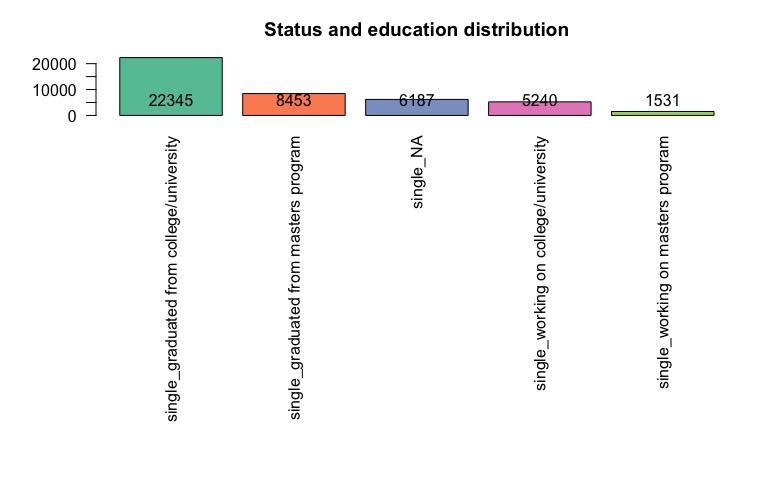 Status and education distribution
20000
10000
0
22345
8453
6187
5240
1531
single_graduated from college/university
single_graduated from masters program
single_NA
single_working on college/university
single_working on masters program